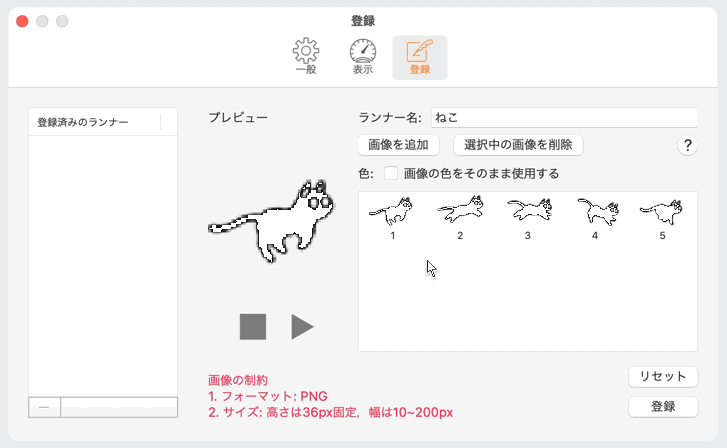 登録
一般
表示
登録
登録済みのランナー
プレビュー
ランナー名: ねこ
画像を追加
選択中の画像を削除
?
色: 画像の色をそのまま使用する
1 2 3 4 5
画像の制約
1. フォーマット: PNG
2. サイズ: 高さは36px固定, 幅は10~200px
リセット
登録